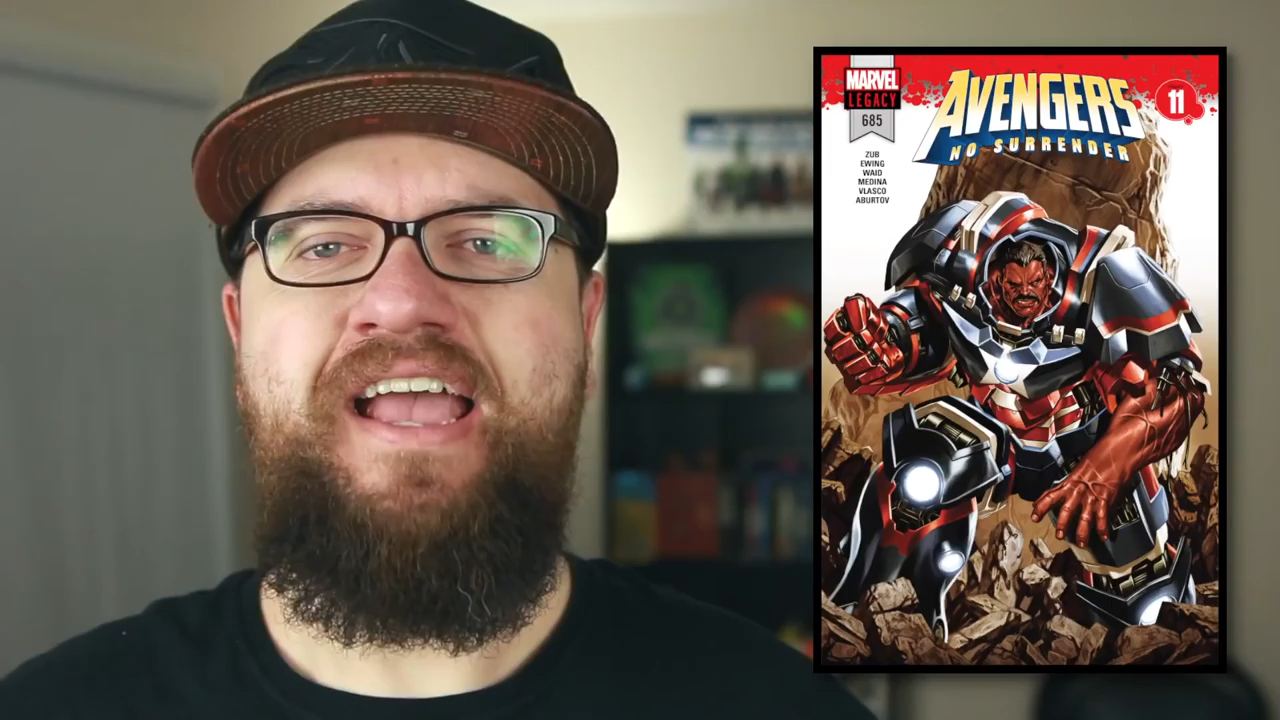 MARVEL
LEGACY
685
AVENGERS
NO SURRENDER
11
ZUB
EWING
WAID
MEDINA
VLASCO
ABURTOV